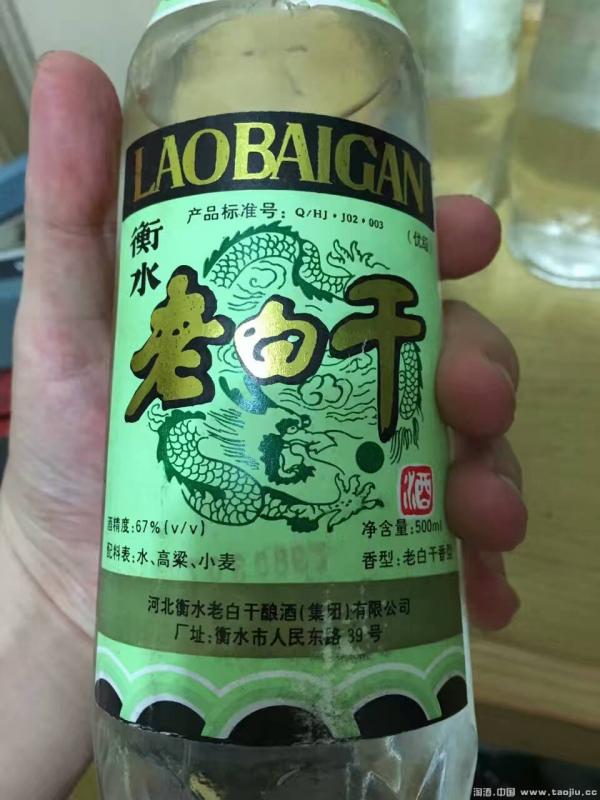 LAOBAIGAN
产品标准号：Q/HJ·J02·003
（优级
衡水
老白干
酒
酒精度:67%(v/v)
净含量:500ml
配料表:水、高粱、小麦
香型:老白干香型
河北衡水老白干酿酒(集团)有限公司
厂址:衡水市人民东路39号
淘酒.中国 www.taojiu.cc